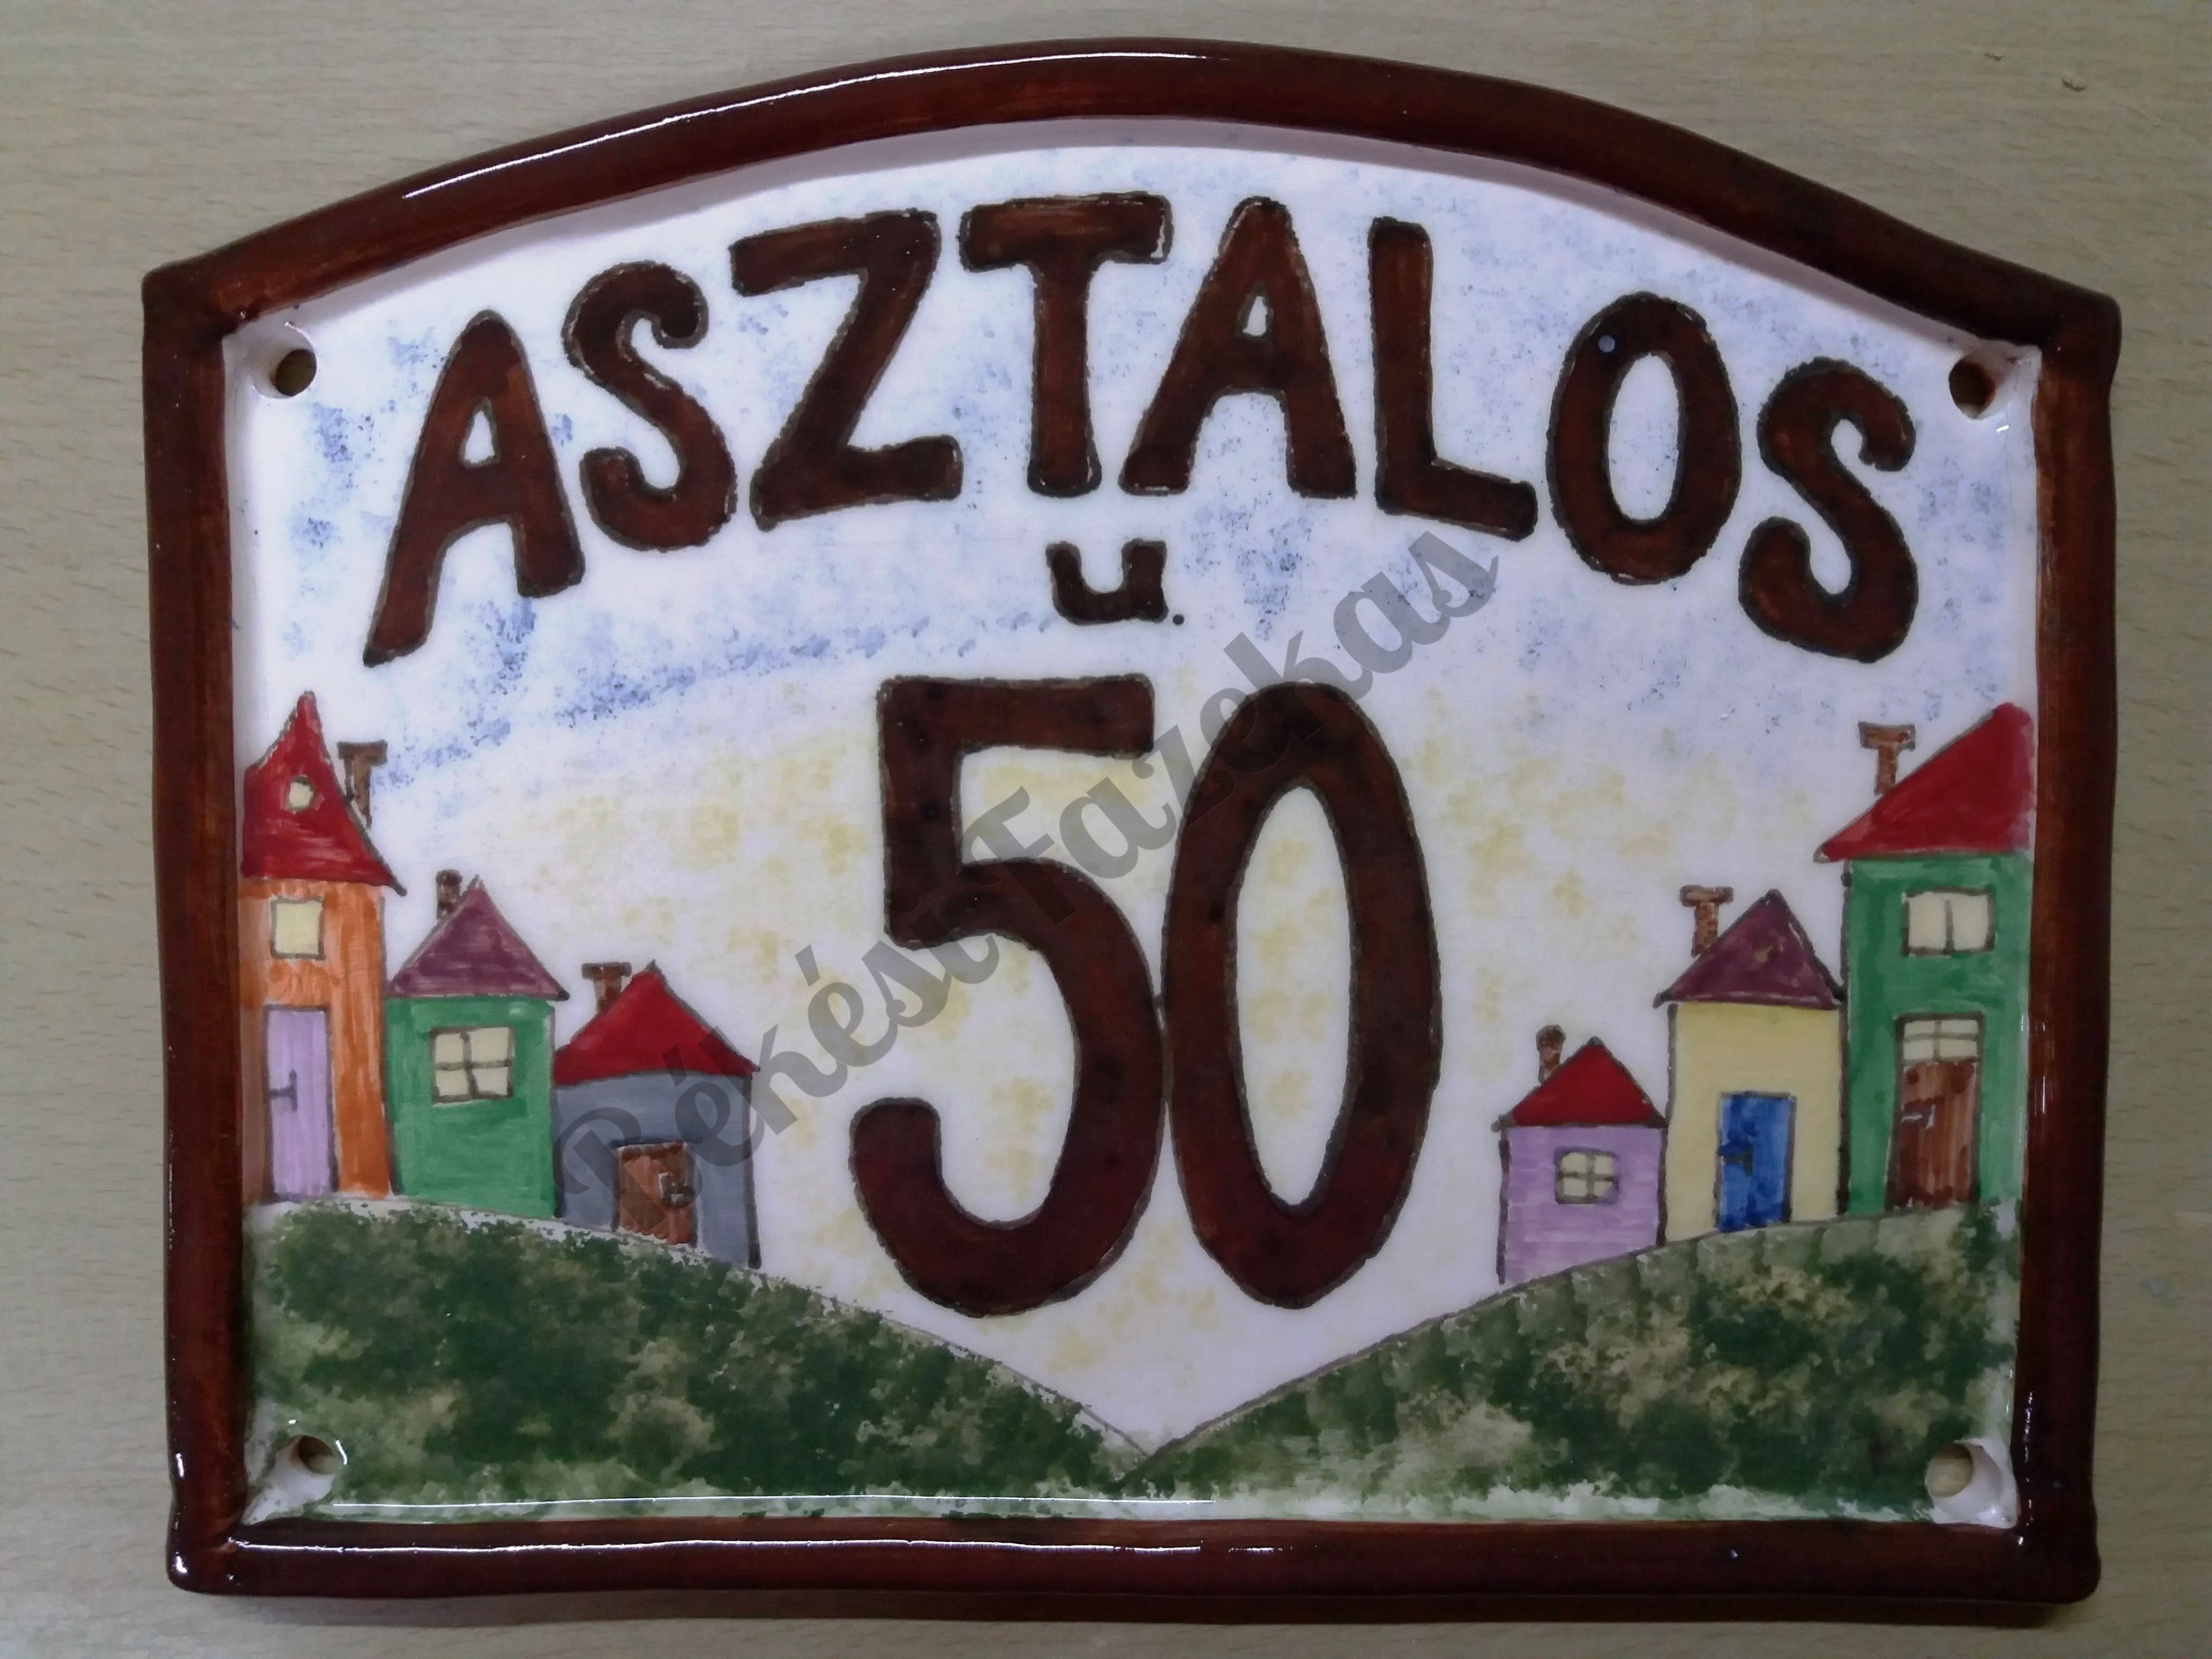 ASZTALOS
u.
50
Békési Fazekas